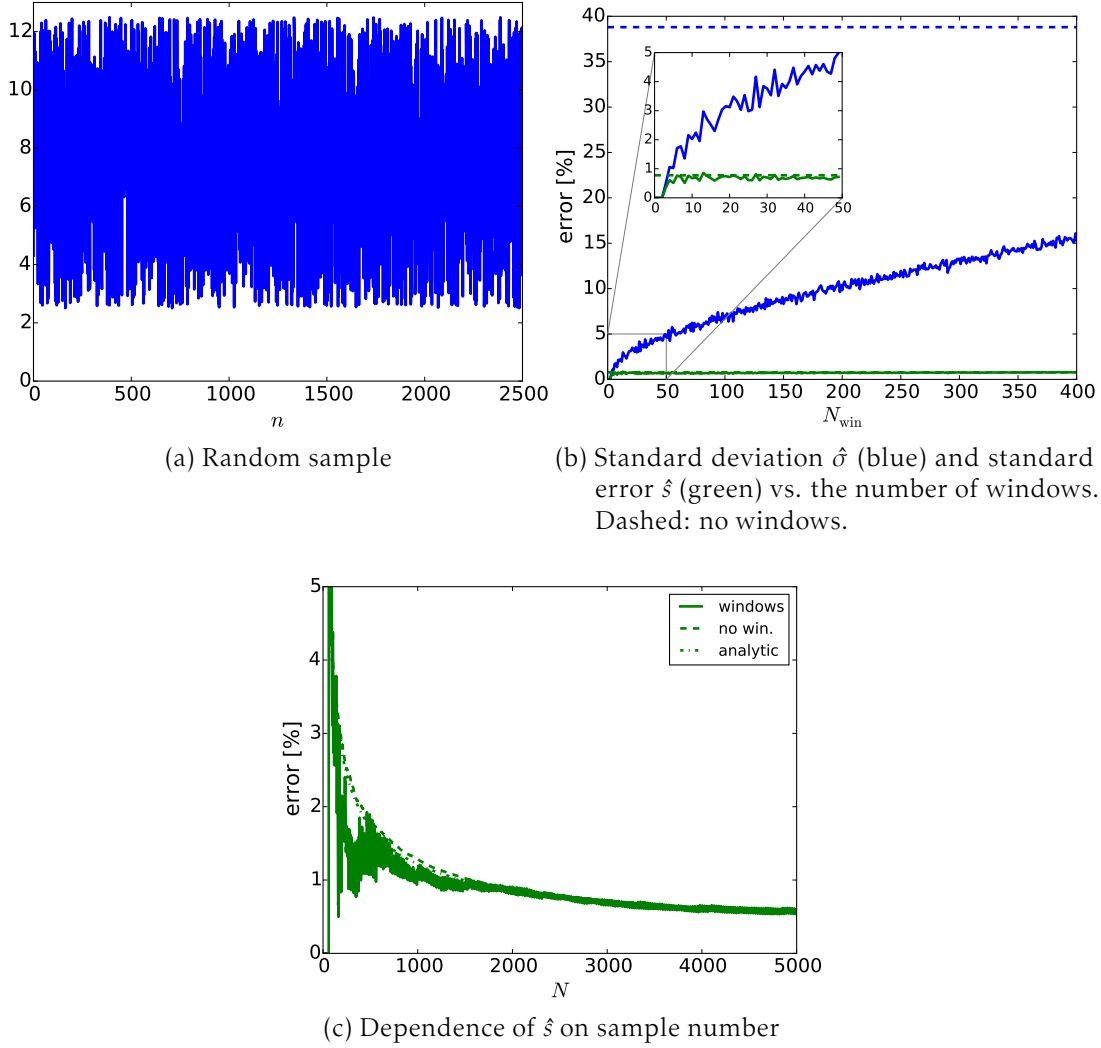 12
10
8
6
4
2
0
0 500 1000 1500 2000 2500
n
(a) Random sample
40
35
30
25
20
15
10
5
0
error [%]
5
4
3
2
1
0
0 10 20 30 40 50
0 50 100 150 200 250 300 350 400
N_win
(b) Standard deviation σ̂ (blue) and standard
error ŝ (green) vs. the number of windows.
Dashed: no windows.
5
4
3
2
1
0
error [%]
windows
no win.
analytic
0 1000 2000 3000 4000 5000
N
(c) Dependence of ŝ on sample number